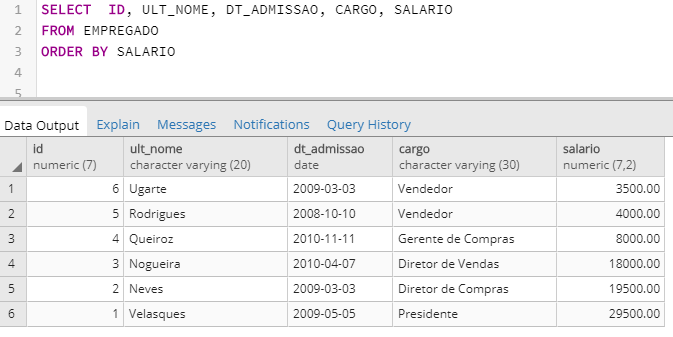 1 SELECT  ID, ULT_NOME, DT_ADMISSAO, CARGO, SALARIO
2 FROM EMPREGADO
3 ORDER BY SALARIO
4
5
Data Output Explain Messages Notifications Query History
id ult_nome dt_admissao cargo salario
numeric (7) character varying (20) date character varying (30) numeric (7,2)
1 6 Ugarte 2009-03-03 Vendedor 3500.00
2 5 Rodrigues 2008-10-10 Vendedor 4000.00
3 4 Queiroz 2010-11-11 Gerente de Compras 8000.00
4 3 Nogueira 2010-04-07 Diretor de Vendas 18000.00
5 2 Neves 2009-03-03 Diretor de Compras 19500.00
6 1 Velasques 2009-05-05 Presidente 29500.00